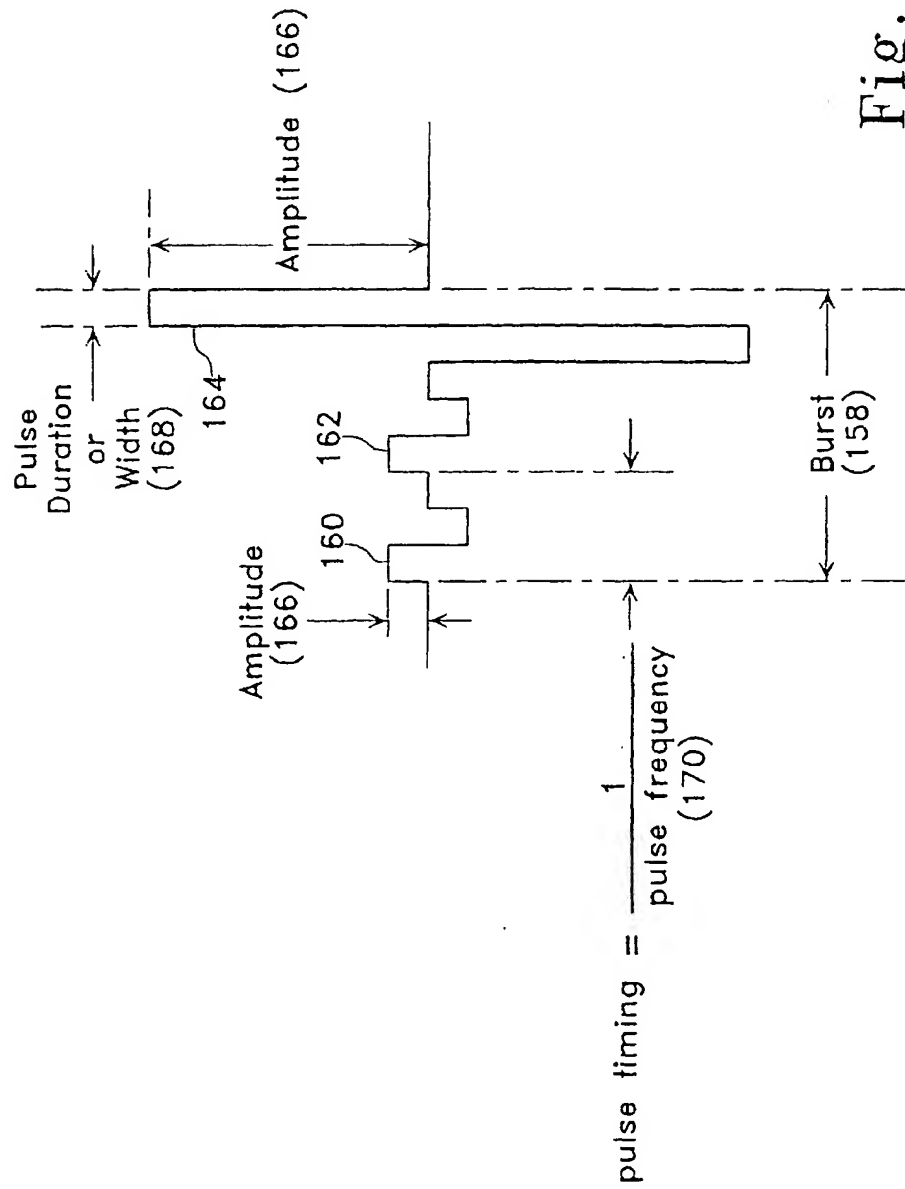 Pulse
Duration
or
Width
(168)
164
Amplitude (166)
Amplitude
(166)
160
162
pulse timing =
1
pulse frequency
(170)
Burst
(158)
Fig.